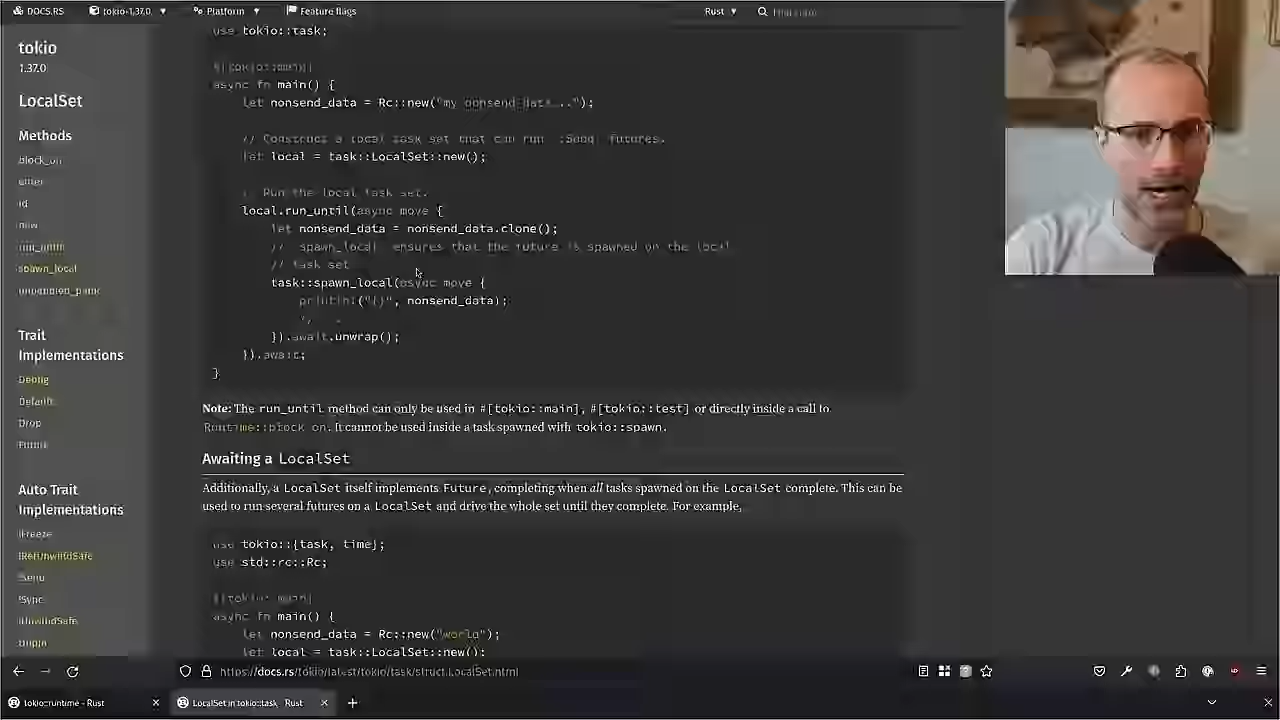 DOCS.RS tokio-1.37.0 Platform Feature flags Rust Find crate
tokio
1.37.0
LocalSet
Methods
block_on
enter
id
new
run_until
spawn_local
unhandled_panic
Trait
Implementations
Debug
Default
Drop
Future
Auto Trait
Implementations
!Freeze
!RefUnwindSafe
!Send
!Sync
!UnwindSafe
Unpin
use tokio::task;
#[tokio::main]
async fn main() {
let nonsend_data = Rc::new("my nonsend data...");
// Construct a local task set that can run `!Send` futures.
let local = task::LocalSet::new();
// Run the local task set.
local.run_until(async move {
let nonsend_data = nonsend_data.clone();
// `spawn_local` ensures that the future is spawned on the local
// task set
task::spawn_local(async move {
println!("{}", nonsend_data);
// ...
}).await.unwrap();
}).await;
}
Note: The run_until method can only be used in #[tokio::main], #[tokio::test] or directly inside a call to
Runtime::block_on. It cannot be used inside a task spawned with tokio::spawn.
Awaiting a LocalSet
Additionally, a LocalSet itself implements Future, completing when all tasks spawned on the LocalSet complete. This can be
used to run several futures on a LocalSet and drive the whole set until they complete. For example,
use tokio::{task, time};
use std::rc::Rc;
#[tokio::main]
async fn main() {
let nonsend_data = Rc::new("world");
let local = task::LocalSet::new();
https://docs.rs/tokio/latest/tokio/task/struct.LocalSet.html
tokio::runtime - Rust LocalSet in tokio::task - Rust